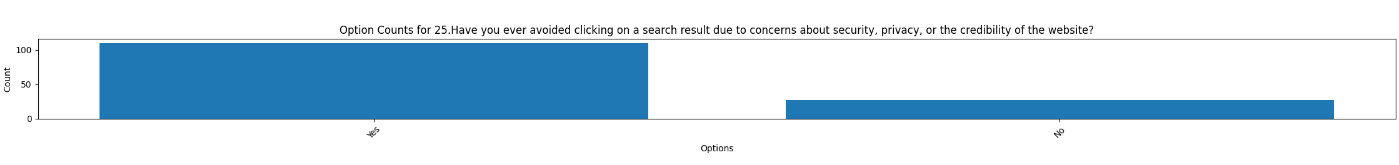 Option Counts for 25.Have you ever avoided clicking on a search result due to concerns about security, privacy, or the credibility of the website?
100
50
0
Count
Yes
No
Options